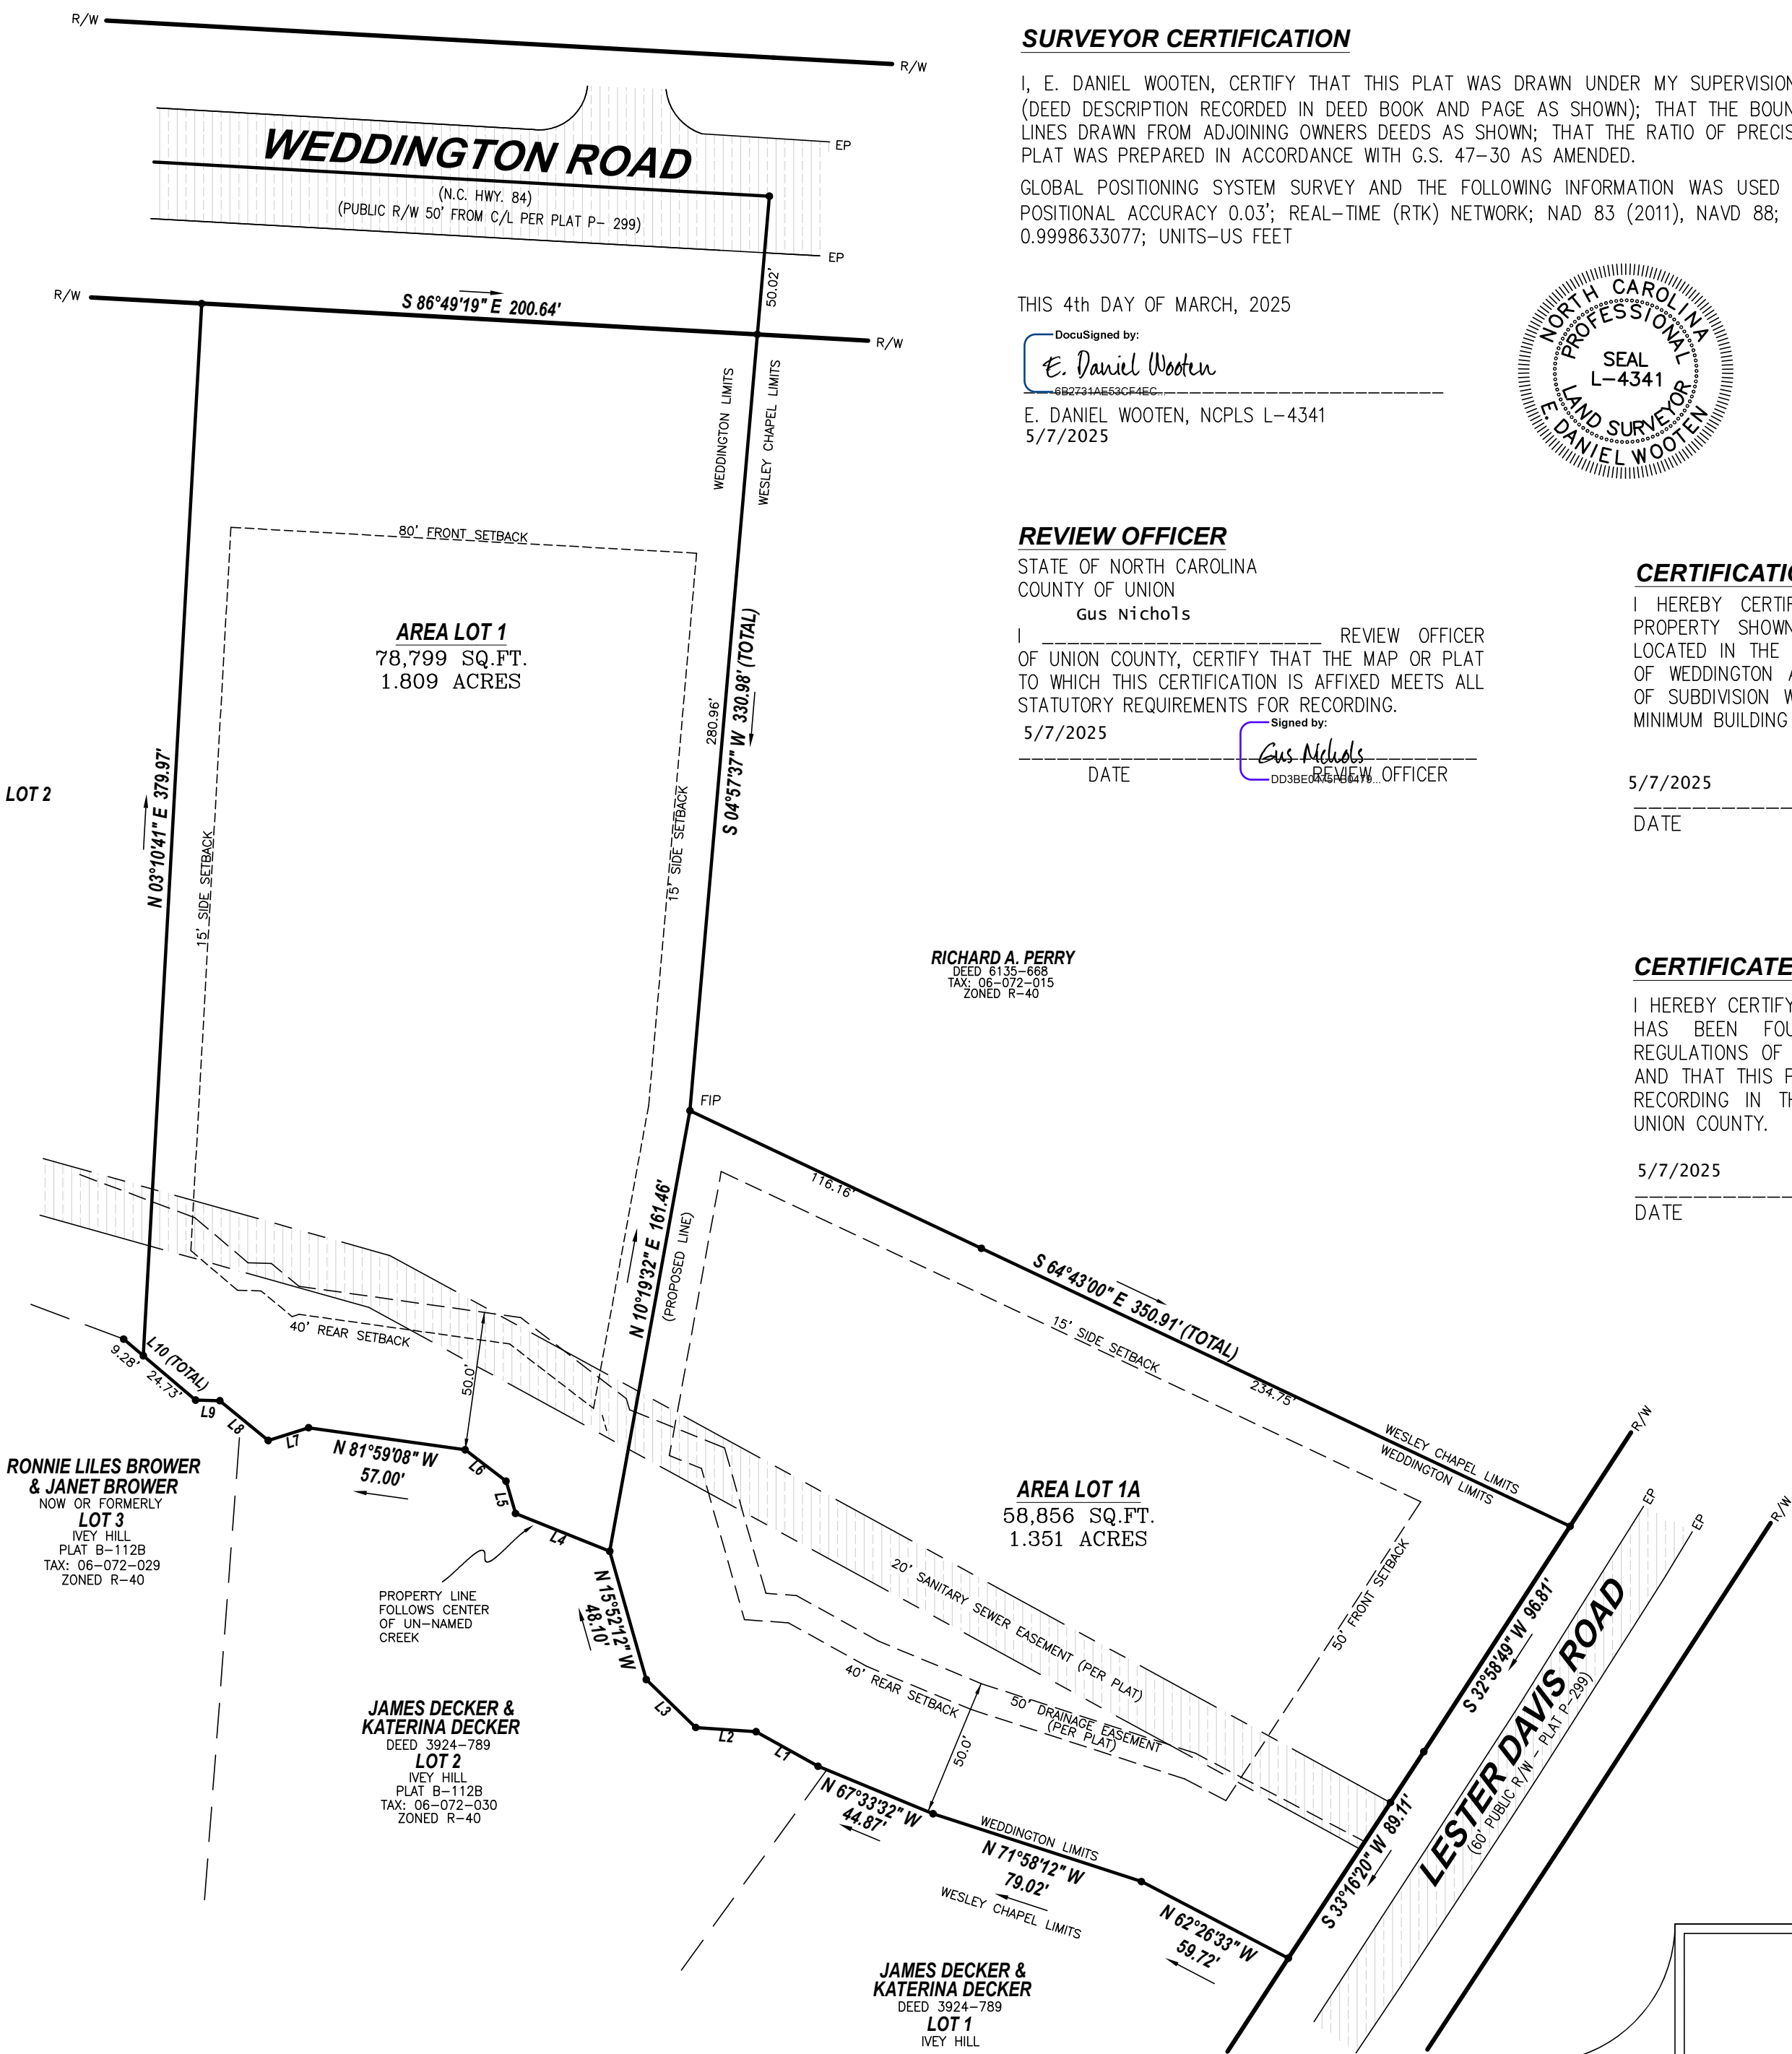 R/W
R/W
EP
WEDDINGTON ROAD
(N.C. HWY. 84)
(PUBLIC R/W 50' FROM C/L PER PLAT P- 299)
EP
50.02'
R/W
S 86°49'19" E 200.64'
R/W
WEDDINGTON LIMITS
WESLEY CHAPEL LIMITS
80' FRONT SETBACK
AREA LOT 1
78,799 SQ.FT.
1.809 ACRES
280.96'
S 04°57'37" W 330.98' (TOTAL)
LOT 2
N 03°10'41" E 379.97'
15' SIDE SETBACK
15' SIDE SETBACK
SURVEYOR CERTIFICATION
I, E. DANIEL WOOTEN, CERTIFY THAT THIS PLAT WAS DRAWN UNDER MY SUPERVISION
(DEED DESCRIPTION RECORDED IN DEED BOOK AND PAGE AS SHOWN); THAT THE BOUN
LINES DRAWN FROM ADJOINING OWNERS DEEDS AS SHOWN; THAT THE RATIO OF PRECIS
PLAT WAS PREPARED IN ACCORDANCE WITH G.S. 47-30 AS AMENDED.
GLOBAL POSITIONING SYSTEM SURVEY AND THE FOLLOWING INFORMATION WAS USED
POSITIONAL ACCURACY 0.03'; REAL-TIME (RTK) NETWORK; NAD 83 (2011), NAVD 88;
0.9998633077; UNITS-US FEET
THIS 4th DAY OF MARCH, 2025
DocuSigned by:
E. Daniel Wooten
6B2731AE53CF4EC...
E. DANIEL WOOTEN, NCPLS L-4341
5/7/2025
NORTH CAROLINA
PROFESSIONAL
SEAL
L-4341
LAND SURVEYOR
E. DANIEL WOOTEN
REVIEW OFFICER
STATE OF NORTH CAROLINA
COUNTY OF UNION
Gus Nichols
I ______________________ REVIEW OFFICER
OF UNION COUNTY, CERTIFY THAT THE MAP OR PLAT
TO WHICH THIS CERTIFICATION IS AFFIXED MEETS ALL
STATUTORY REQUIREMENTS FOR RECORDING.
5/7/2025
Signed by:
Gus Nichols
DD3BE0475FB0479...
DATE
REVIEW OFFICER
CERTIFICATIO
I HEREBY CERTIF
PROPERTY SHOWN
LOCATED IN THE
OF WEDDINGTON A
OF SUBDIVISION W
MINIMUM BUILDING
5/7/2025
DATE
CERTIFICATE
I HEREBY CERTIFY
HAS BEEN FOU
REGULATIONS OF
AND THAT THIS P
RECORDING IN TH
UNION COUNTY.
5/7/2025
DATE
RICHARD A. PERRY
DEED 6135-668
TAX: 06-072-015
ZONED R-40
FIP
116.16'
S 64°43'00" E 350.91' (TOTAL)
15' SIDE SETBACK
234.75'
WESLEY CHAPEL LIMITS
WEDDINGTON LIMITS
R/W
EP
EP
R/W
N 10°19'32" E 161.46'
(PROPOSED LINE)
40' REAR SETBACK
50.0'
L10 (TOTAL)
9.28'
24.73'
L9
L8
L7
N 81°59'08" W
57.00'
L6
L5
L4
RONNIE LILES BROWER
& JANET BROWER
NOW OR FORMERLY
LOT 3
IVEY HILL
PLAT B-112B
TAX: 06-072-029
ZONED R-40
PROPERTY LINE
FOLLOWS CENTER
OF UN-NAMED
CREEK
AREA LOT 1A
58,856 SQ.FT.
1.351 ACRES
20' SANITARY SEWER EASEMENT (PER PLAT)
50' FRONT SETBACK
S 32°58'49" W 96.81'
LESTER DAVIS ROAD
(60' PUBLIC R/W - PLAT P-299)
N 15°52'12" W
48.10'
L3
L2
L1
40' REAR SETBACK
50' DRAINAGE EASEMENT
(PER PLAT)
50.0'
JAMES DECKER &
KATERINA DECKER
DEED 3924-789
LOT 2
IVEY HILL
PLAT B-112B
TAX: 06-072-030
ZONED R-40
N 67°33'32" W
44.87'
WEDDINGTON LIMITS
N 71°58'12" W
79.02'
WESLEY CHAPEL LIMITS
N 62°26'33" W
59.72'
S 33°16'20" W 89.11'
JAMES DECKER &
KATERINA DECKER
DEED 3924-789
LOT 1
IVEY HILL